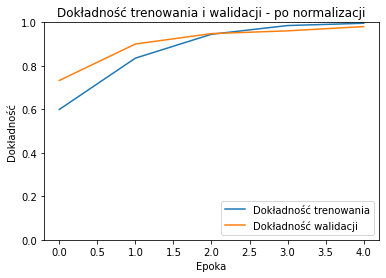 Dokładność trenowania i walidacji - po normalizacji
1.0
0.8
0.6
0.4
0.2
0.0
Dokładność
0.0 0.5 1.0 1.5 2.0 2.5 3.0 3.5 4.0
Epoka
Dokładność trenowania
Dokładność walidacji